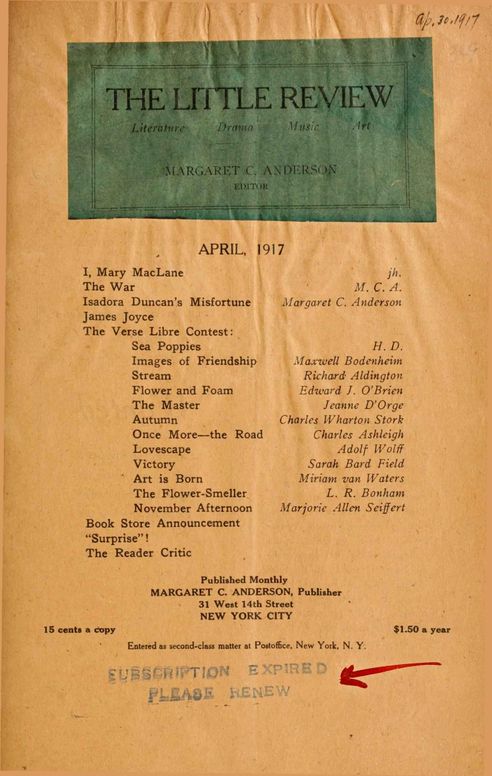 Ap. 30. 1917
THE LITTLE REVIEW
Literature Drama Music Art
MARGARET C. ANDERSON
EDITOR
APRIL, 1917
I, Mary MacLane jh.
The War M. C. A.
Isadora Duncan's Misfortune Margaret C. Anderson
James Joyce
The Verse Libre Contest:
Sea Poppies H. D.
Images of Friendship Maxwell Bodenheim
Stream Richard Aldington
Flower and Foam Edward J. O'Brien
The Master Jeanne D'Orge
Autumn Charles Wharton Stork
Once More—the Road Charles Ashleigh
Lovescape Adolf Wolff
Victory Sarah Bard Field
Art is Born Miriam van Waters
The Flower-Smeller L. R. Bonham
November Afternoon Marjorie Allen Seiffert
Book Store Announcement
"Surprise"!
The Reader Critic
Published Monthly
MARGARET C. ANDERSON, Publisher
31 West 14th Street
NEW YORK CITY
15 cents a copy $1.50 a year
Entered as second-class matter at Postoffice, New York, N. Y.
SUBSCRIPTION EXPIRED
PLEASE RENEW